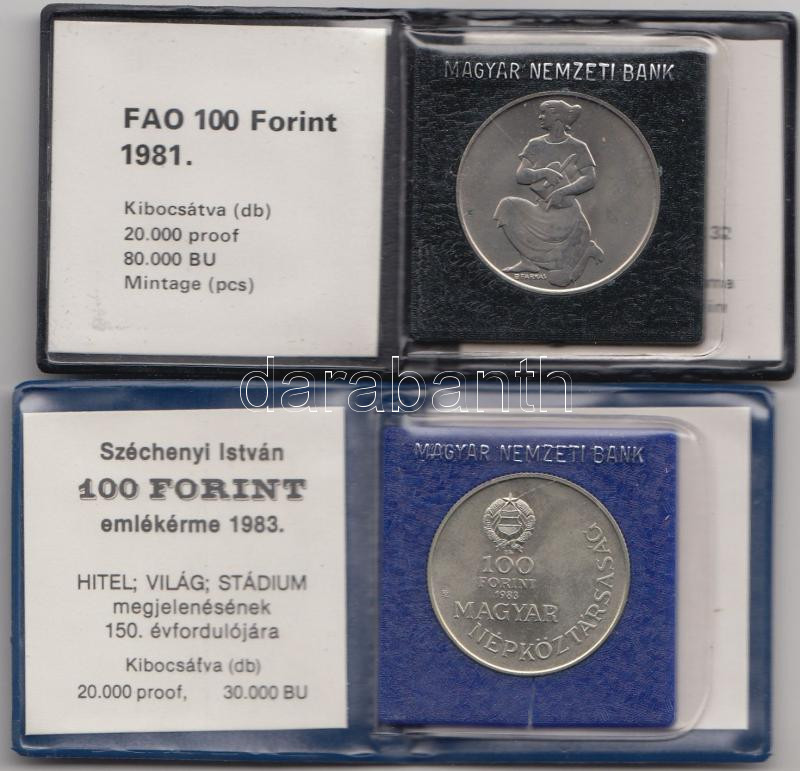 FAO 100 Forint
1981.
Kibocsátva (db)
20.000 proof
80.000 BU
Mintage (pcs)
MAGYAR NEMZETI BANK
FARKAS
32
darabanth
Széchenyi István
100 FORINT
emlékérme 1983.
HITEL; VILÁG; STÁDIUM
megjelenésének
150. évfordulójára
Kibocsátva (db)
20.000 proof, 30.000 BU
MAGYAR NEMZETI BANK
100
FORINT
1983
MAGYAR
NÉPKÖZTÁRSASÁG